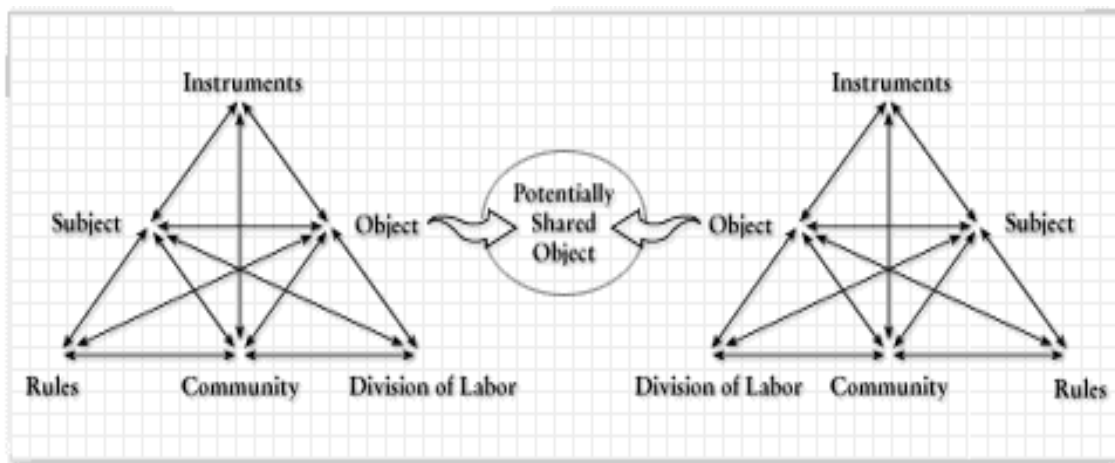 Instruments
Instruments
Subject
Object
Potentially
Shared
Object
Object
Subject
Rules
Community
Division of Labor
Division of Labor
Community
Rules